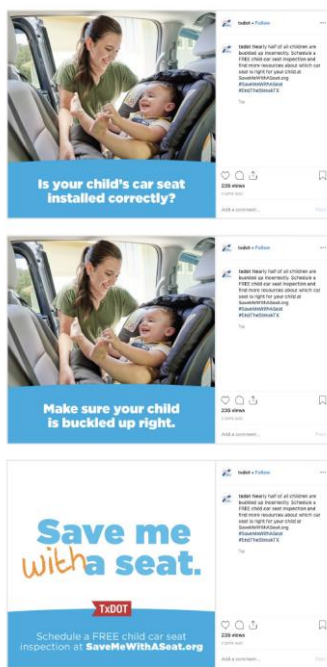 txdot • Follow
txdot Nearly half of all children are
buckled up incorrectly. Schedule a
FREE child car seat inspection and
find more resources about which car
seat is right for your child at
SaveMeWithASeat.org
#SaveMeWithASeat
#EndTheStreakTX
Is your child's car seat
installed correctly?
235 views
Add a comment...
Post
txdot • Follow
txdot Nearly half of all children are
buckled up incorrectly. Schedule a
FREE child car seat inspection and
find more resources about which car
seat is right for your child at
SaveMeWithASeat.org
#SaveMeWithASeat
#EndTheStreakTX
Make sure your child
is buckled up right.
235 views
Add a comment...
Post
txdot • Follow
txdot Nearly half of all children are
buckled up incorrectly. Schedule a
FREE child car seat inspection and
find more resources about which car
seat is right for your child at
SaveMeWithASeat.org
#SaveMeWithASeat
#EndTheStreakTX
Save me
with a seat.
TxDOT
Schedule a FREE child car seat
inspection at SaveMeWithASeat.org
235 views
Add a comment...
Post